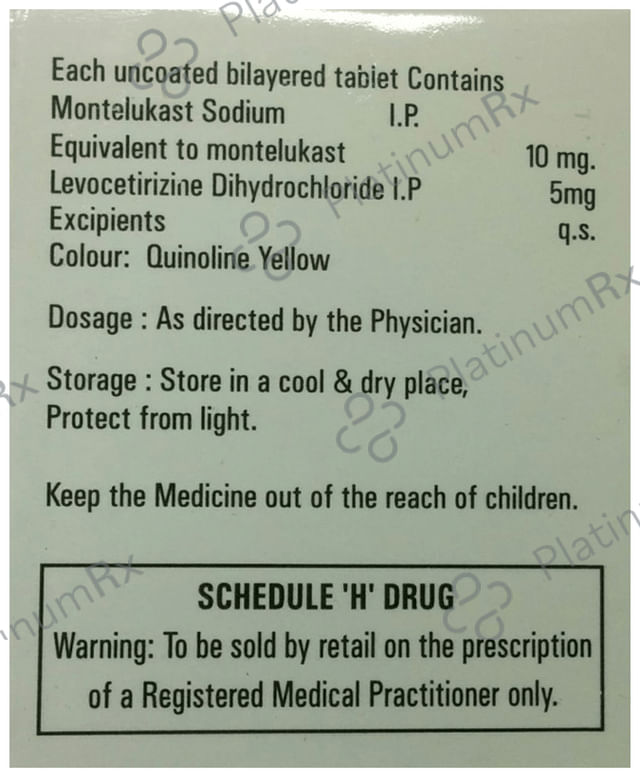 Each uncoated bilayered tablet Contains
Montelukast Sodium I.P.
Equivalent to montelukast 10 mg.
Levocetirizine Dihydrochloride I.P 5mg
Excipients q.s.
Colour: Quinoline Yellow
Dosage : As directed by the Physician.
Storage : Store in a cool & dry place,
Protect from light.
Keep the Medicine out of the reach of children.
SCHEDULE 'H' DRUG
Warning: To be sold by retail on the prescription
of a Registered Medical Practitioner only.
PlatinumRx
PlatinumRx